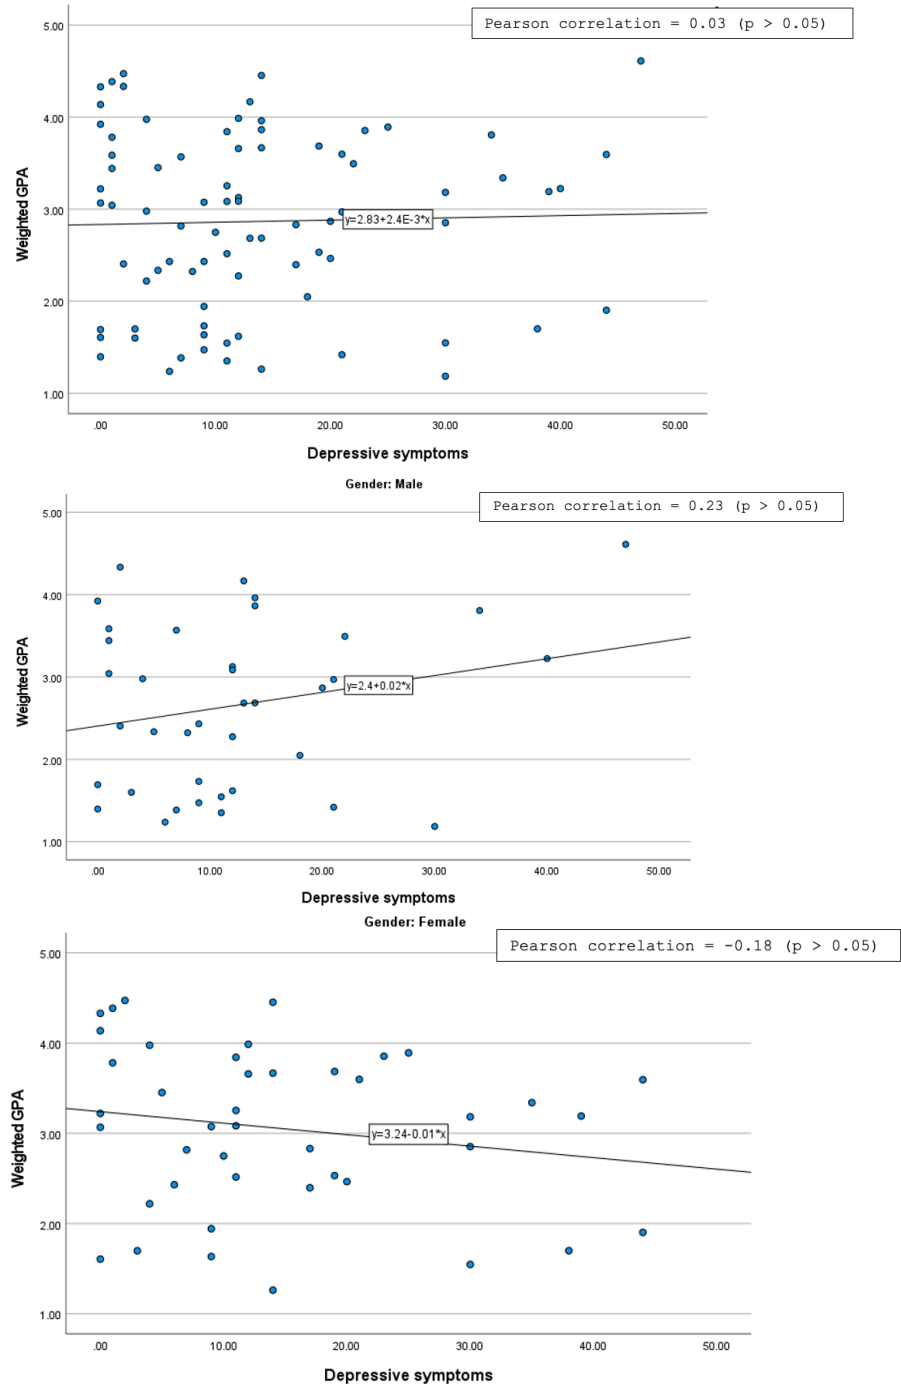 Pearson correlation = 0.03 (p > 0.05)
5.00
4.00
3.00
2.00
1.00
Weighted GPA
y=2.83+2.4E-3*x
.00 10.00 20.00 30.00 40.00 50.00
Depressive symptoms
Gender: Male
Pearson correlation = 0.23 (p > 0.05)
5.00
4.00
3.00
2.00
1.00
Weighted GPA
y=2.4+0.02*x
.00 10.00 20.00 30.00 40.00 50.00
Depressive symptoms
Gender: Female
Pearson correlation = -0.18 (p > 0.05)
5.00
4.00
3.00
2.00
1.00
Weighted GPA
y=3.24-0.01*x
.00 10.00 20.00 30.00 40.00 50.00
Depressive symptoms